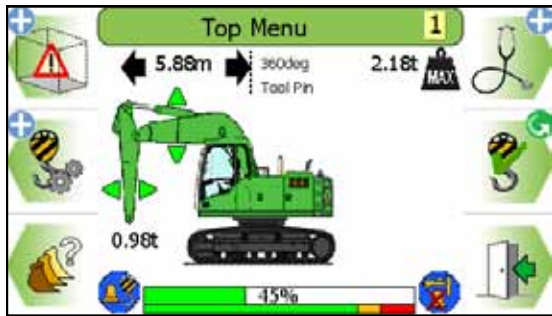 Top Menu
1
5.88m
360deg
Tool Pin
2.18t
MAX
0.98t
45%